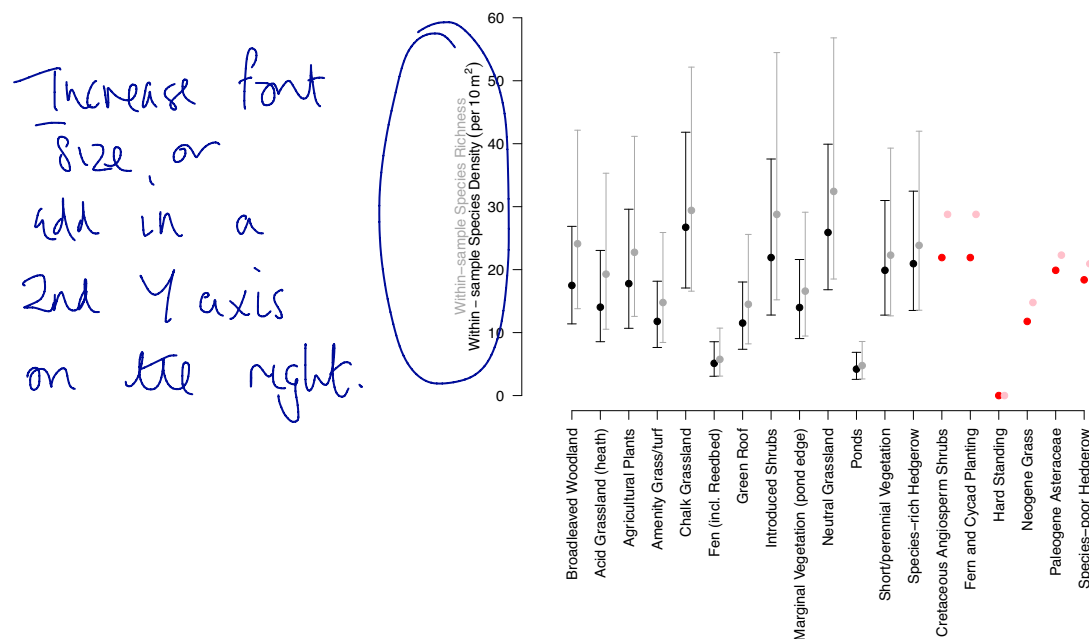 Increase font
size, or
add in a
2nd Y axis
on the right.
Within−sample Species Richness
Within − sample Species Density (per 10 m²)
60
50
40
30
20
10
0
Broadleaved Woodland
Acid Grassland (heath)
Agricultural Plants
Amenity Grass/turf
Chalk Grassland
Fen (incl. Reedbed)
Green Roof
Introduced Shrubs
Marginal Vegetation (pond edge)
Neutral Grassland
Ponds
Short/perennial Vegetation
Species−rich Hedgerow
Cretaceous Angiosperm Shrubs
Fern and Cycad Planting
Hard Standing
Neogene Grass
Paleogene Asteraceae
Species−poor Hedgerow